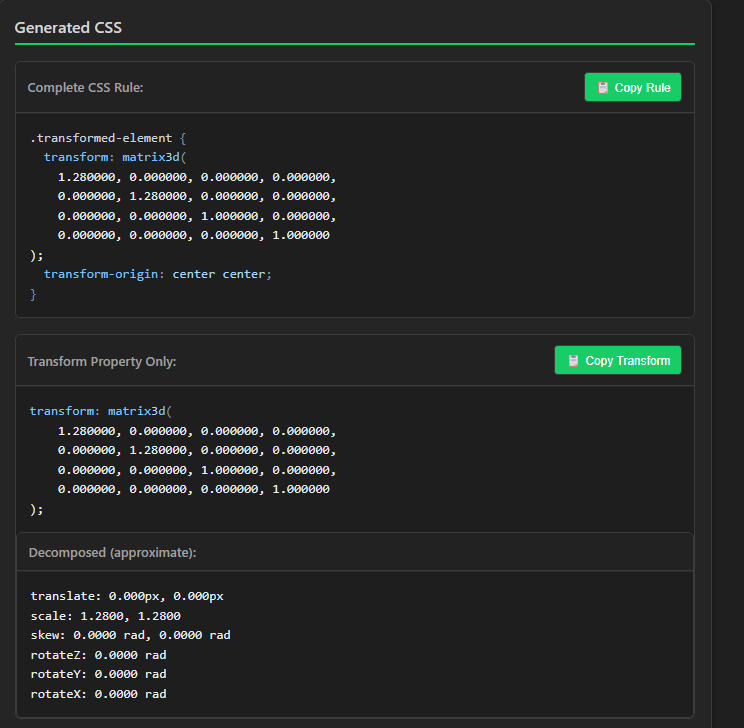 Generated CSS
Complete CSS Rule:
Copy Rule
.transformed-element {
  transform: matrix3d(
    1.280000, 0.000000, 0.000000, 0.000000,
    0.000000, 1.280000, 0.000000, 0.000000,
    0.000000, 0.000000, 1.000000, 0.000000,
    0.000000, 0.000000, 0.000000, 1.000000
);
  transform-origin: center center;
}
Transform Property Only:
Copy Transform
transform: matrix3d(
    1.280000, 0.000000, 0.000000, 0.000000,
    0.000000, 1.280000, 0.000000, 0.000000,
    0.000000, 0.000000, 1.000000, 0.000000,
    0.000000, 0.000000, 0.000000, 1.000000
);
Decomposed (approximate):
translate: 0.000px, 0.000px
scale: 1.2800, 1.2800
skew: 0.0000 rad, 0.0000 rad
rotateZ: 0.0000 rad
rotateY: 0.0000 rad
rotateX: 0.0000 rad